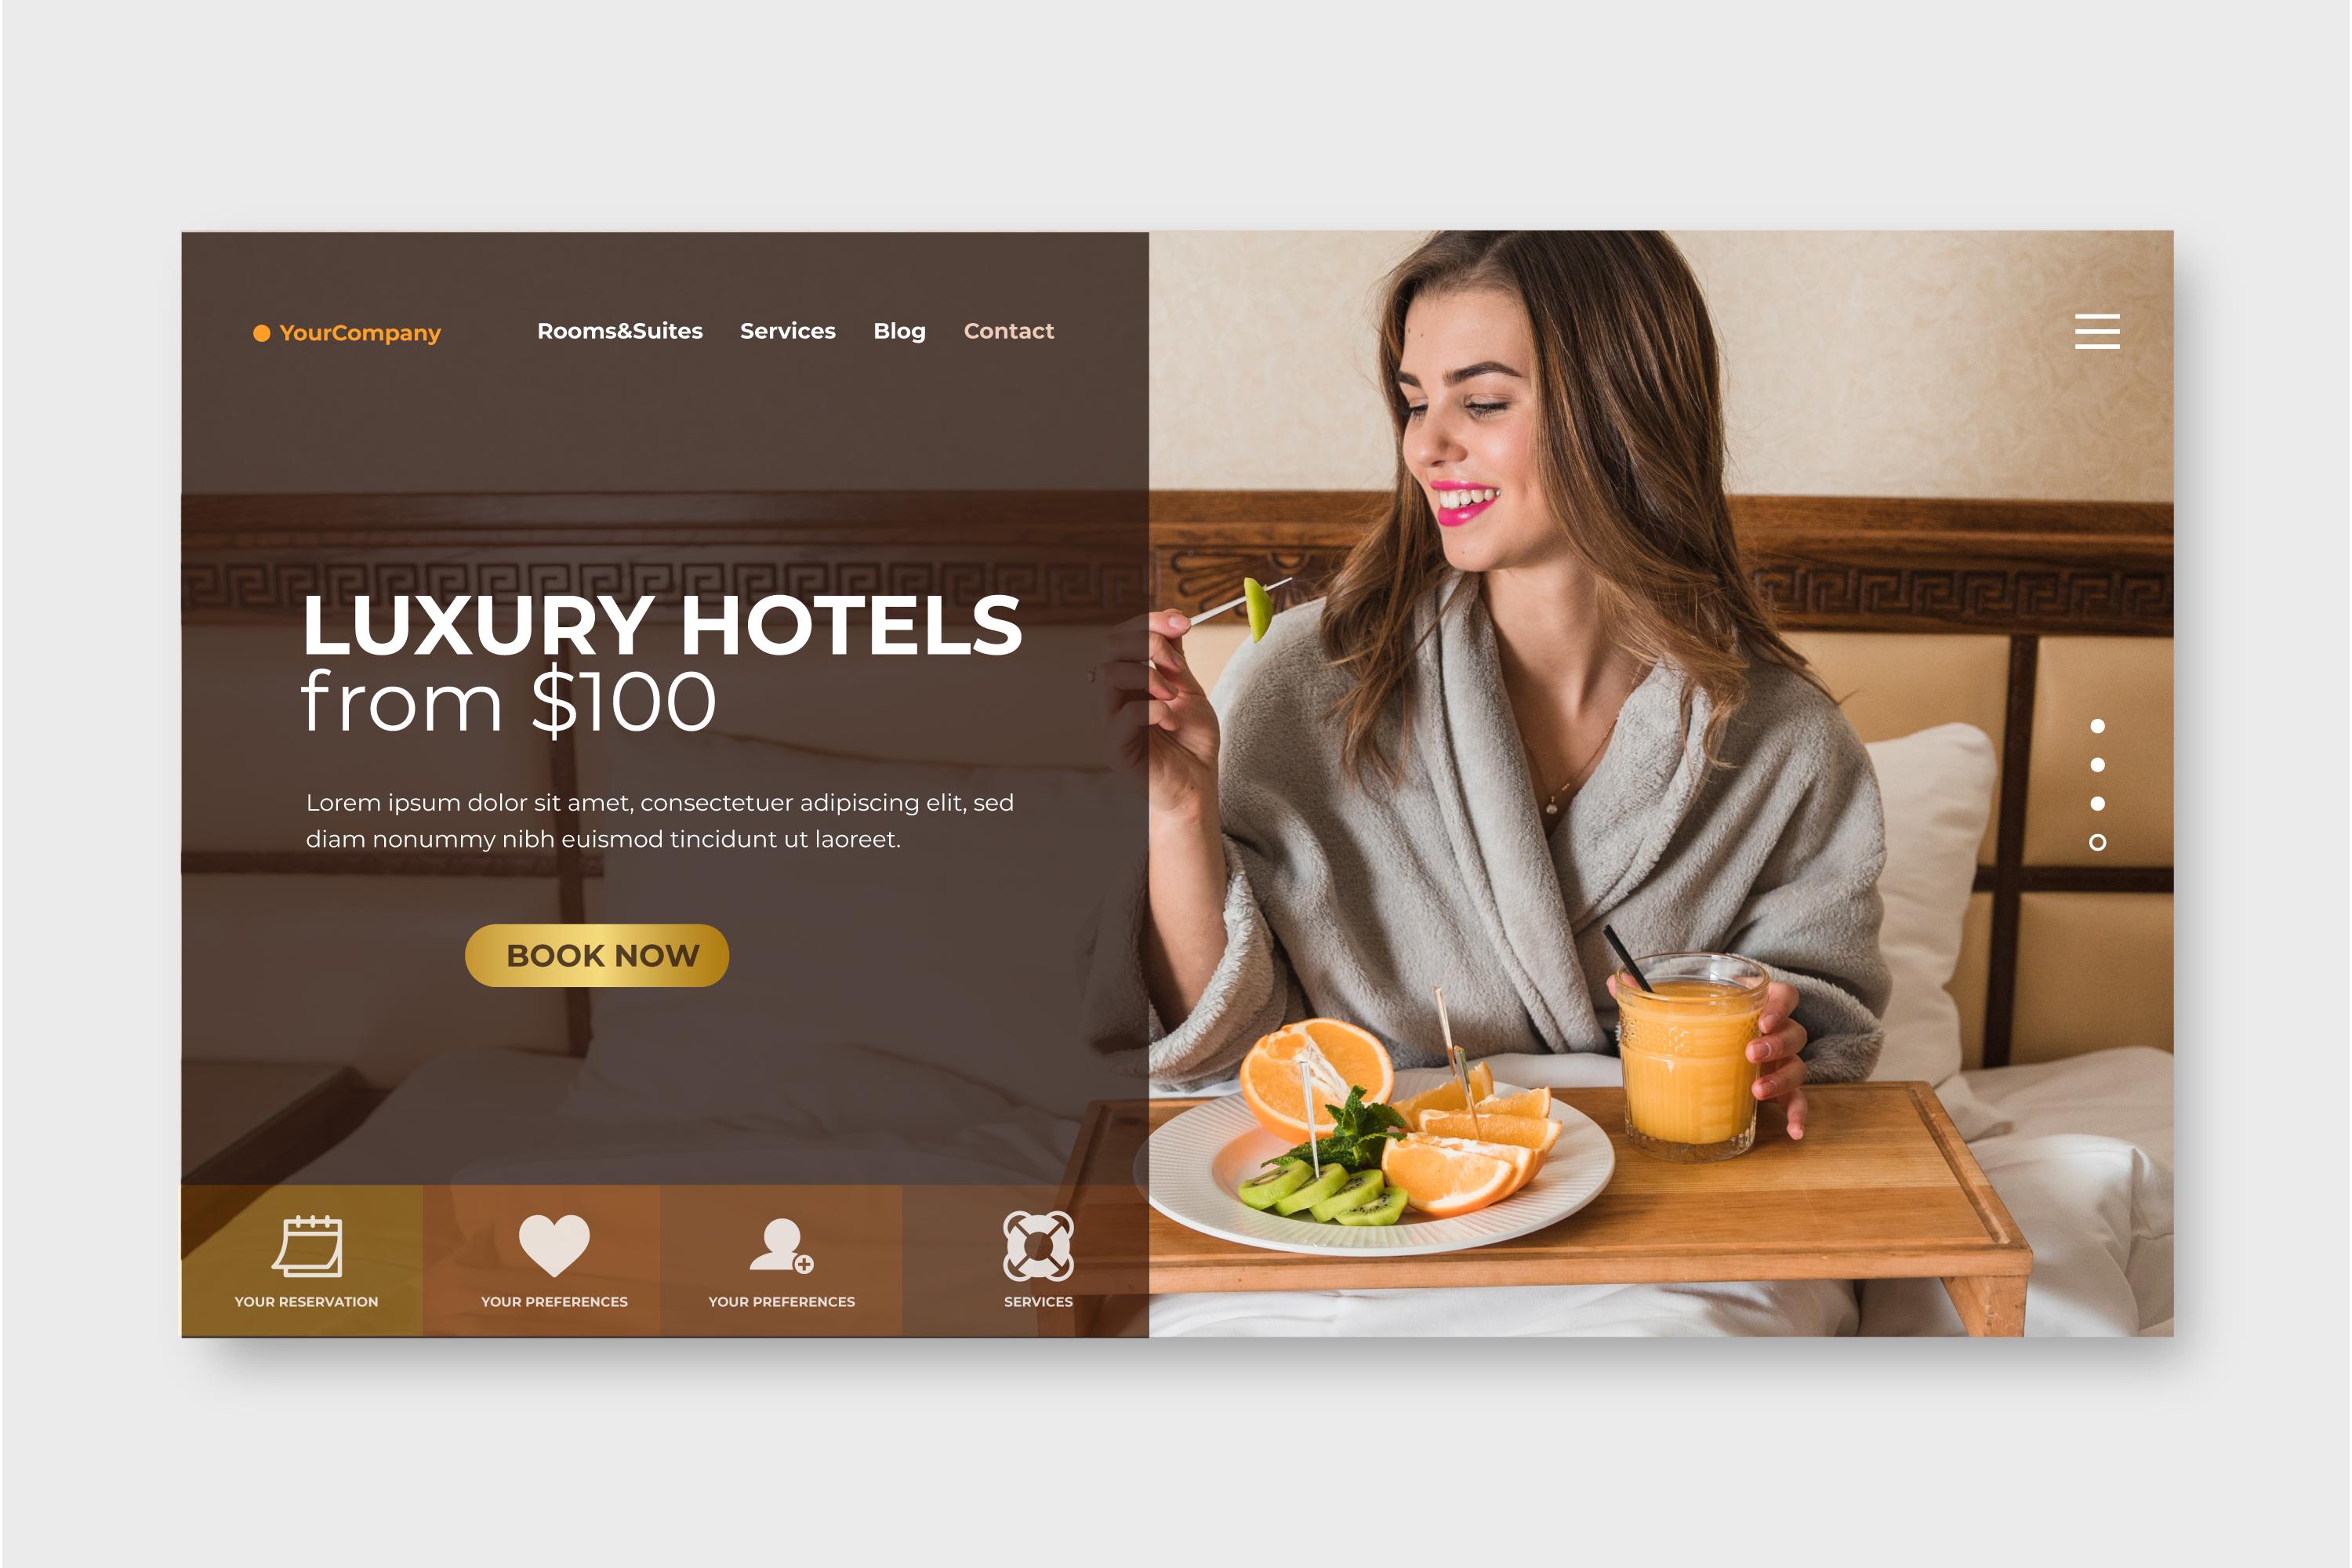 YourCompany
Rooms&Suites Services Blog Contact
LUXURY HOTELS
from $100
Lorem ipsum dolor sit amet, consectetuer adipiscing elit, sed
diam nonummy nibh euismod tincidunt ut laoreet.
BOOK NOW
YOUR RESERVATION
YOUR PREFERENCES
YOUR PREFERENCES
SERVICES